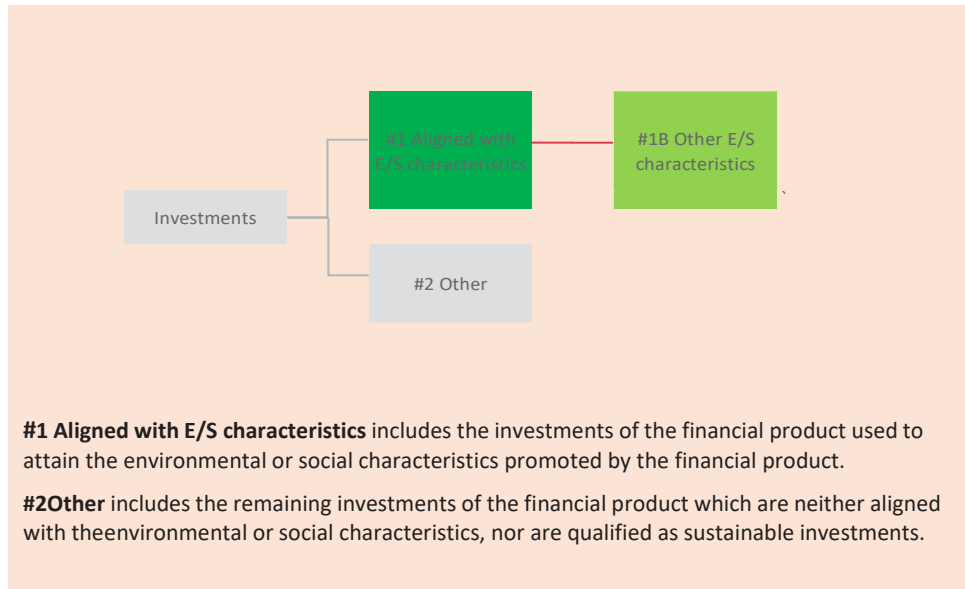 #1 Aligned with
E/S characteristics
#1B Other E/S
characteristics
`
Investments
#2 Other
#1 Aligned with E/S characteristics includes the investments of the financial product used to
attain the environmental or social characteristics promoted by the financial product.
#2Other includes the remaining investments of the financial product which are neither aligned
with theenvironmental or social characteristics, nor are qualified as sustainable investments.